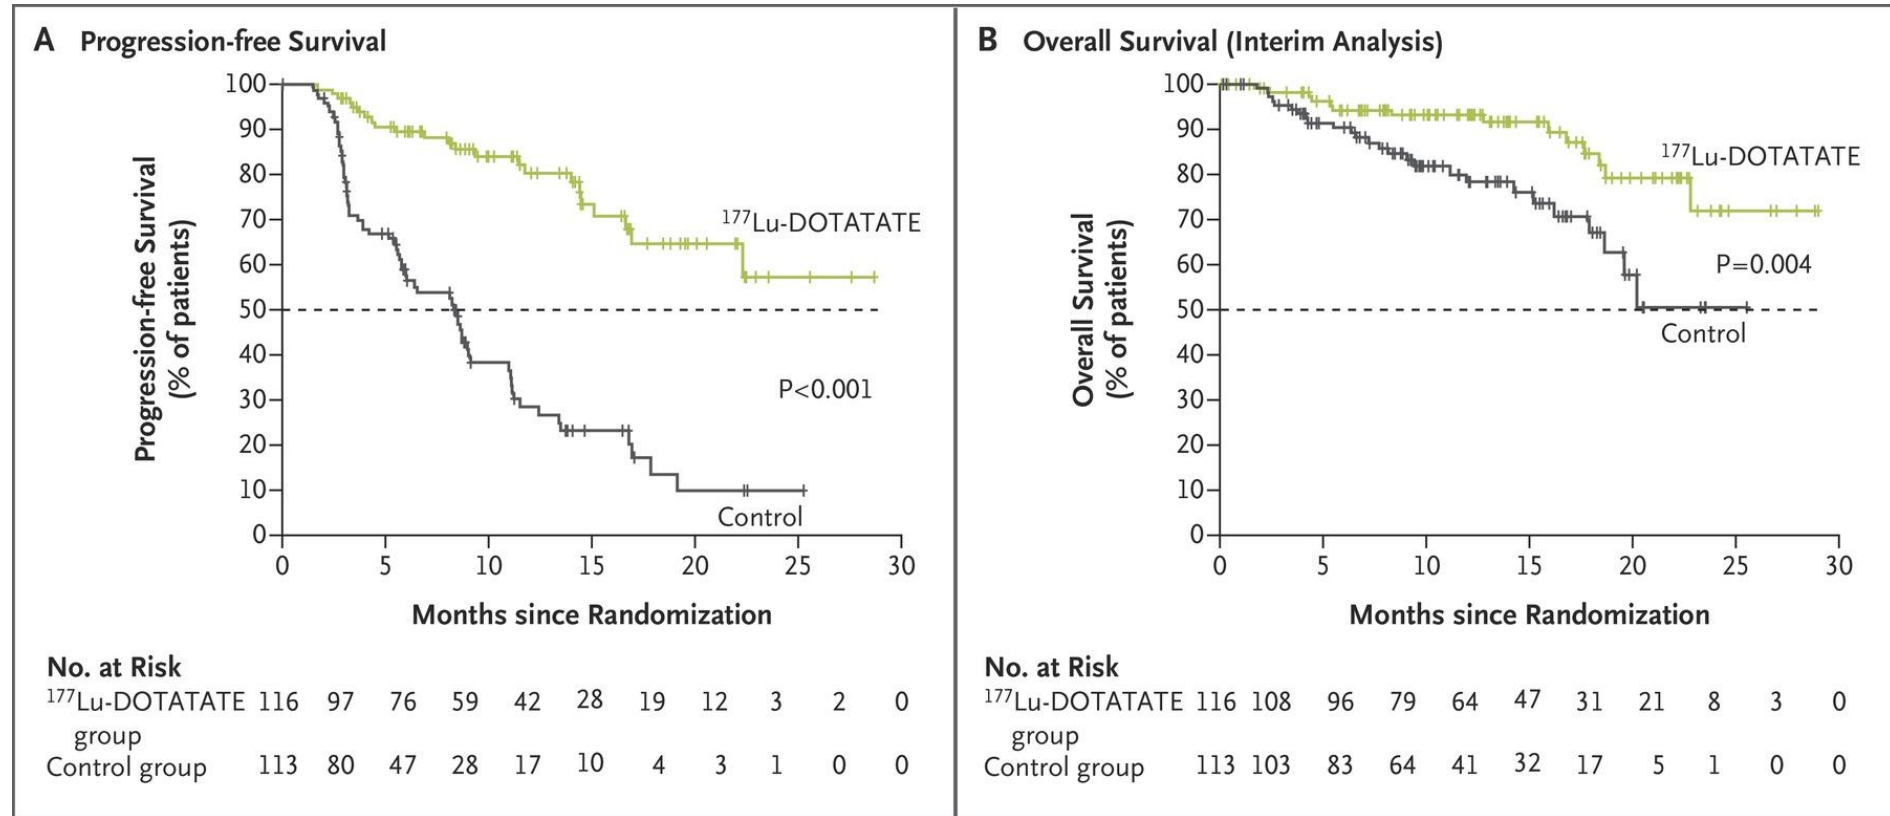 A Progression-free Survival
Progression-free Survival
(% of patients)
100
90
80
70
60
50
40
30
20
10
0
177Lu-DOTATATE
P<0.001
Control
0 5 10 15 20 25 30
Months since Randomization
No. at Risk
177Lu-DOTATATE 116 97 76 59 42 28 19 12 3 2 0
group
Control group 113 80 47 28 17 10 4 3 1 0 0
B Overall Survival (Interim Analysis)
Overall Survival
(% of patients)
100
90
80
70
60
50
40
30
20
10
0
177Lu-DOTATATE
P=0.004
Control
0 5 10 15 20 25 30
Months since Randomization
No. at Risk
177Lu-DOTATATE 116 108 96 79 64 47 31 21 8 3 0
group
Control group 113 103 83 64 41 32 17 5 1 0 0